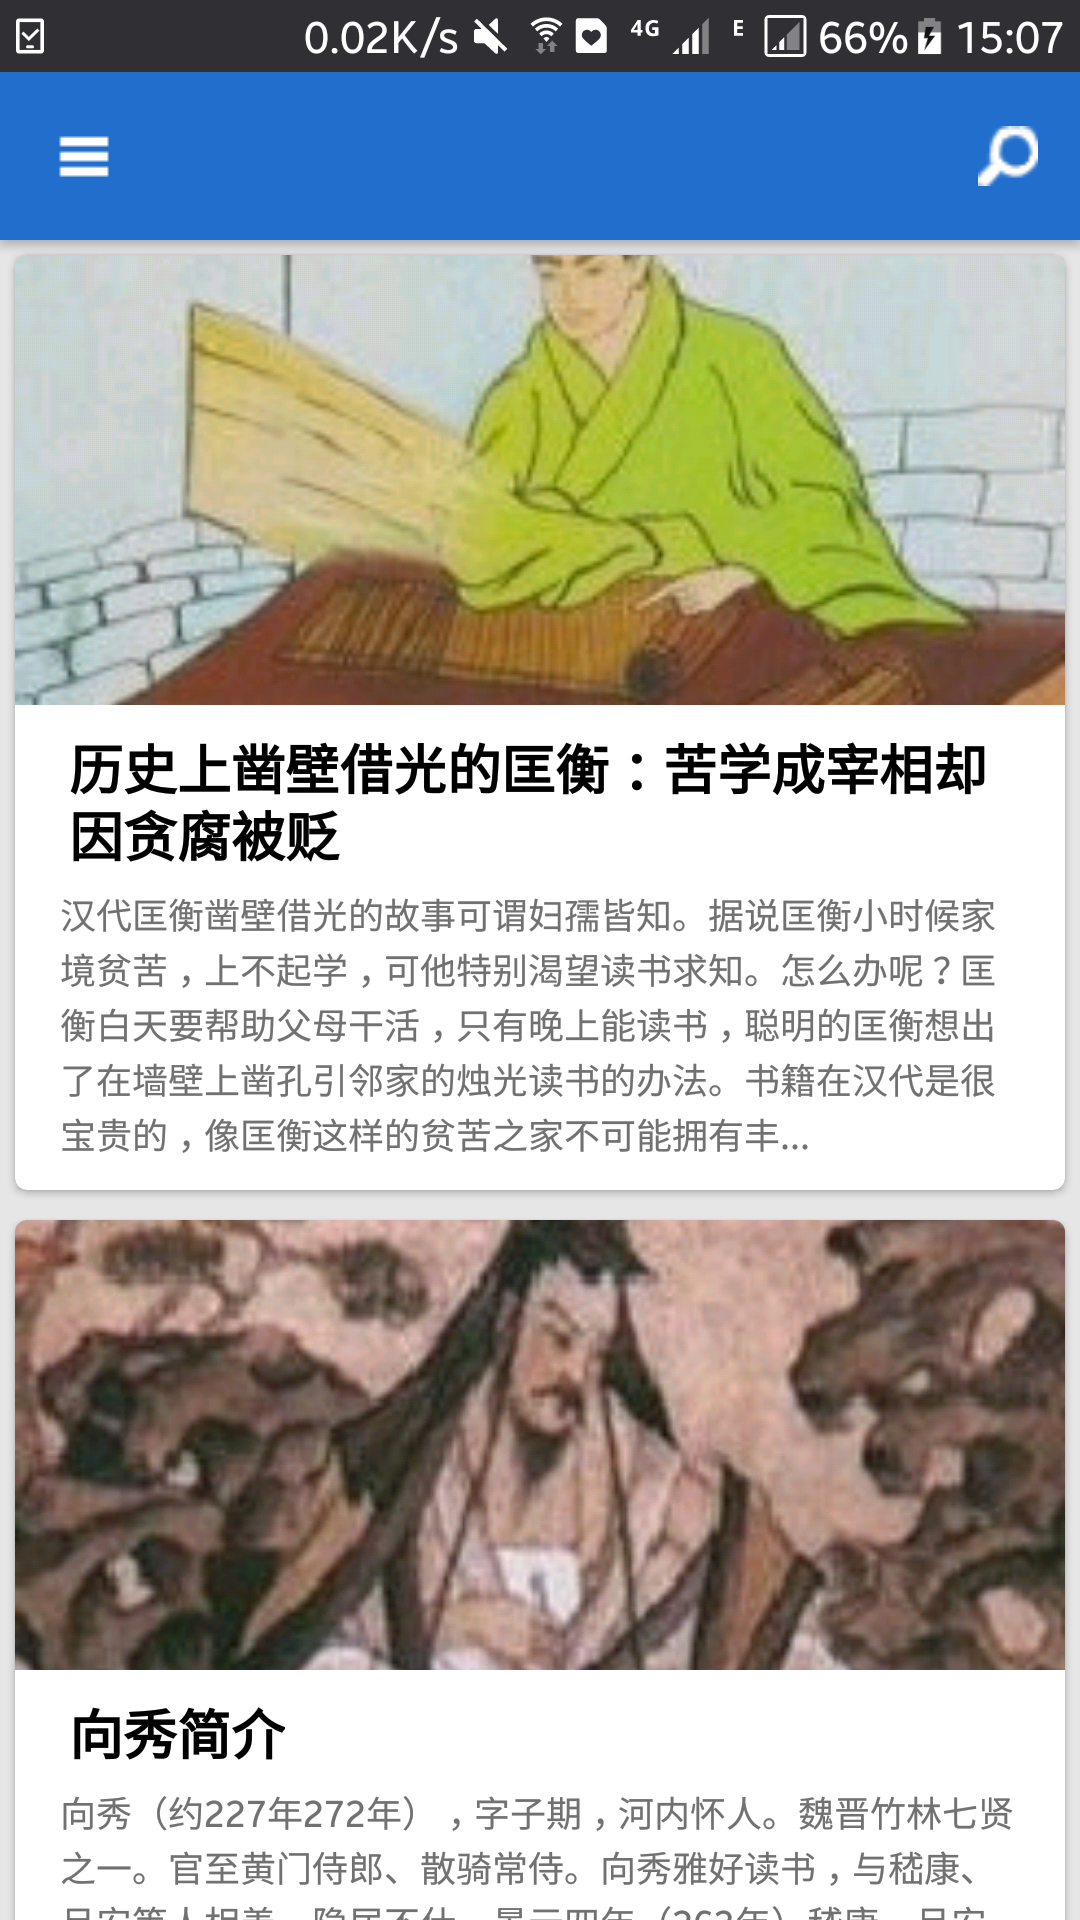 0.02K/s 4G E 66% 15:07
历史上凿壁借光的匡衡：苦学成宰相却
因贪腐被贬
汉代匡衡凿壁借光的故事可谓妇孺皆知。据说匡衡小时候家
境贫苦，上不起学，可他特别渴望读书求知。怎么办呢？匡
衡白天要帮助父母干活，只有晚上能读书，聪明的匡衡想出
了在墙壁上凿孔引邻家的烛光读书的办法。书籍在汉代是很
宝贵的，像匡衡这样的贫苦之家不可能拥有丰...
向秀简介
向秀（约227年272年），字子期，河内怀人。魏晋竹林七贤
之一。官至黄门侍郎、散骑常侍。向秀雅好读书，与嵇康、